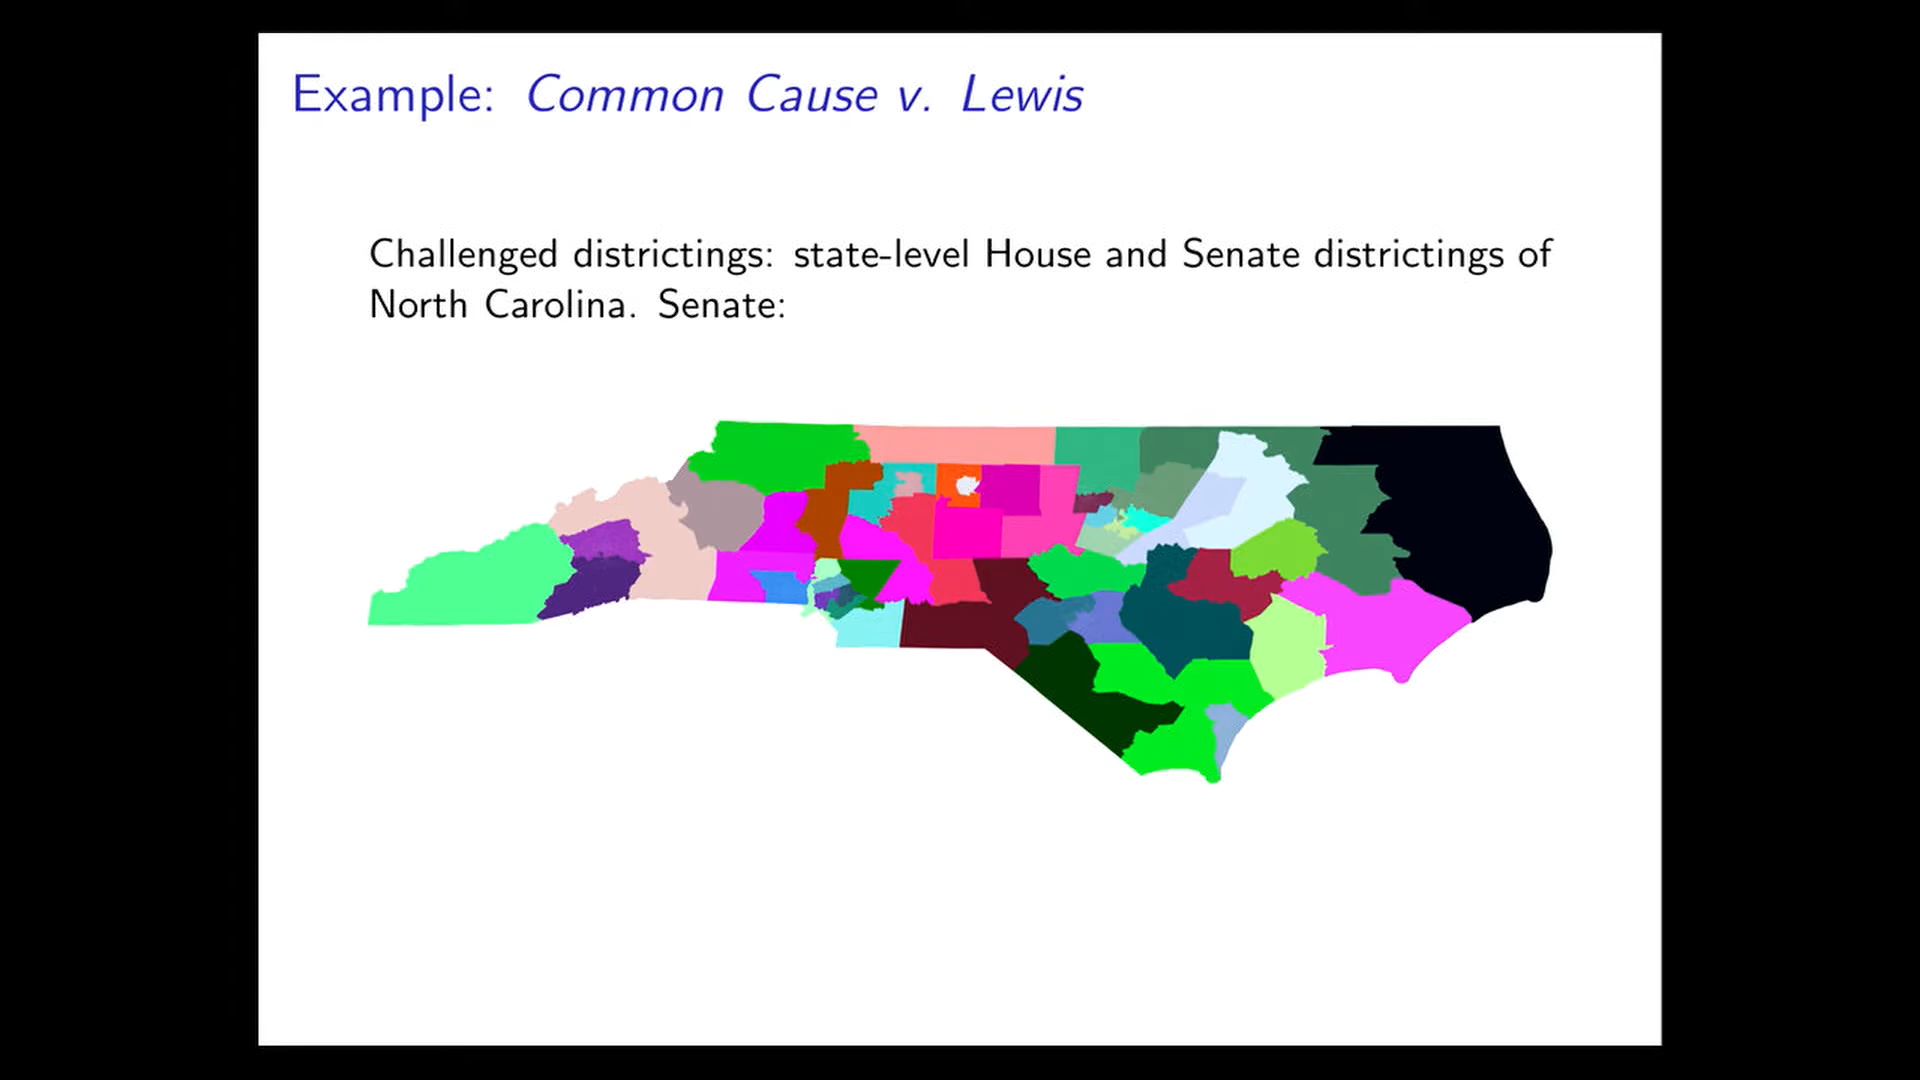 Example: Common Cause v. Lewis
Challenged districtings: state-level House and Senate districtings of
North Carolina. Senate: